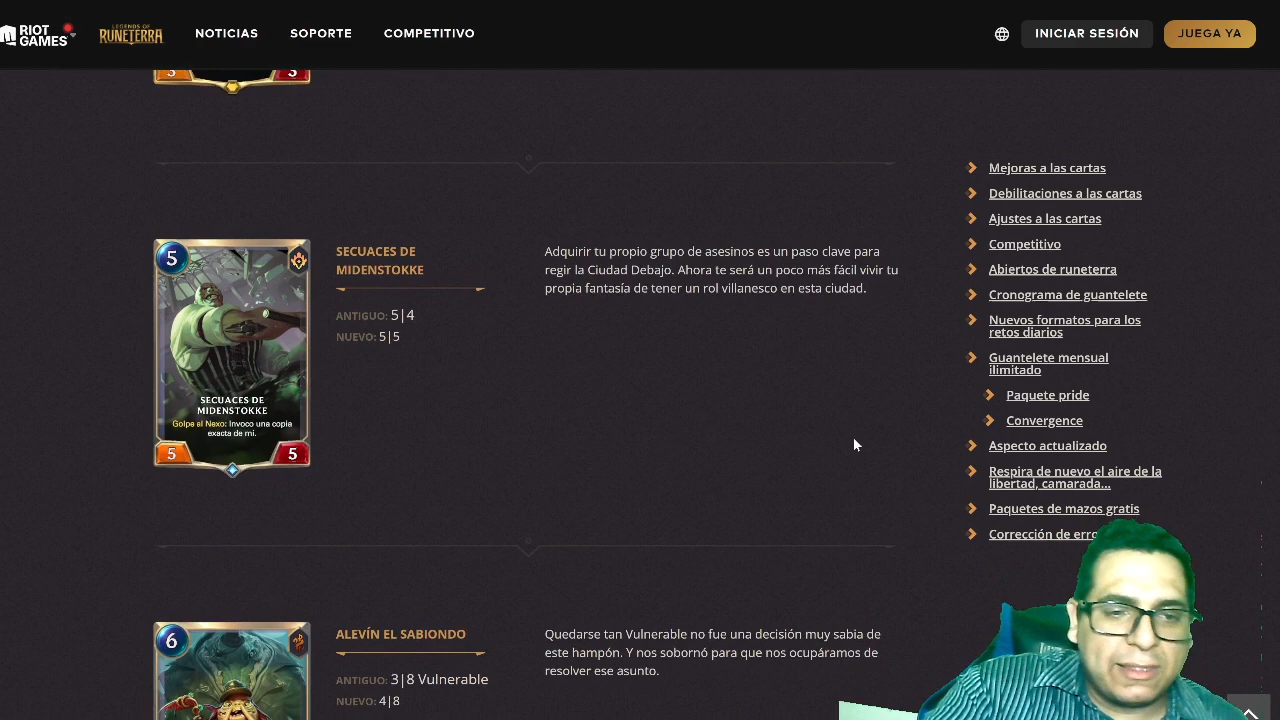 RIOT GAMES
LEGENDS OF RUNETERRA
NOTICIAS
SOPORTE
COMPETITIVO
INICIAR SESIÓN
JUEGA YA
3
3
5
SECUACES DE
MIDENSTOKKE
Golpe al Nexo: Invoco una copia
exacta de mí.
5
5
SECUACES DE
MIDENSTOKKE
ANTIGUO: 5|4
NUEVO: 5|5
Adquirir tu propio grupo de asesinos es un paso clave para
regir la Ciudad Debajo. Ahora te será un poco más fácil vivir tu
propia fantasía de tener un rol villanesco en esta ciudad.
6
ALEVÍN EL SABIONDO
ANTIGUO: 3|8 Vulnerable
NUEVO: 4|8
Quedarse tan Vulnerable no fue una decisión muy sabia de
este hampón. Y nos sobornó para que nos ocupáramos de
resolver ese asunto.
Mejoras a las cartas
Debilitaciones a las cartas
Ajustes a las cartas
Competitivo
Abiertos de runeterra
Cronograma de guantelete
Nuevos formatos para los
retos diarios
Guantelete mensual
ilimitado
Paquete pride
Convergence
Aspecto actualizado
Respira de nuevo el aire de la
libertad, camarada...
Paquetes de mazos gratis
Corrección de erro